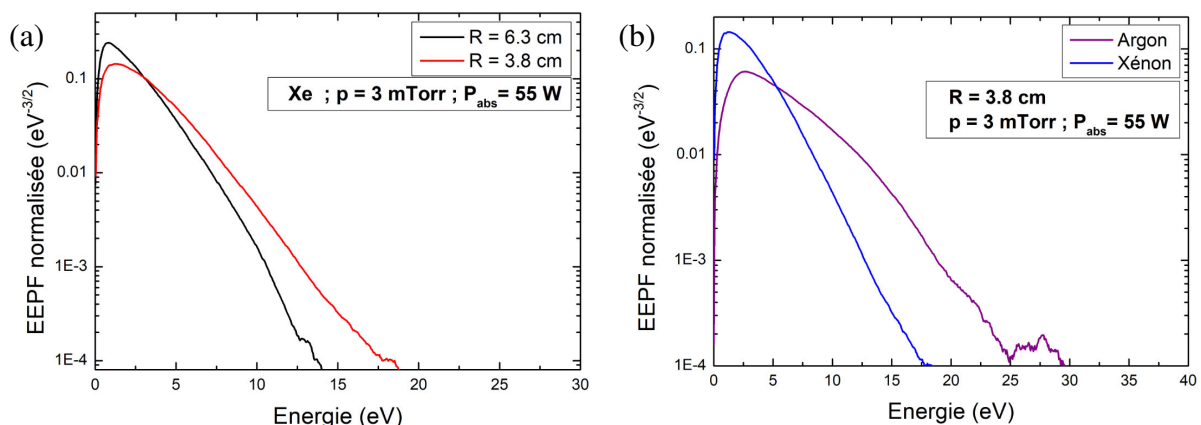 (a)
EEPF normalisée (eV-3/2)
0.1
0.01
1E-3
1E-4
R = 6.3 cm
R = 3.8 cm
Xe ; p = 3 mTorr ; Pabs = 55 W
0 5 10 15 20 25 30
Energie (eV)
(b)
EEPF normalisée (eV-3/2)
0.1
0.01
1E-3
1E-4
Argon
Xénon
R = 3.8 cm
p = 3 mTorr ; Pabs = 55 W
0 5 10 15 20 25 30 35 40
Energie (eV)